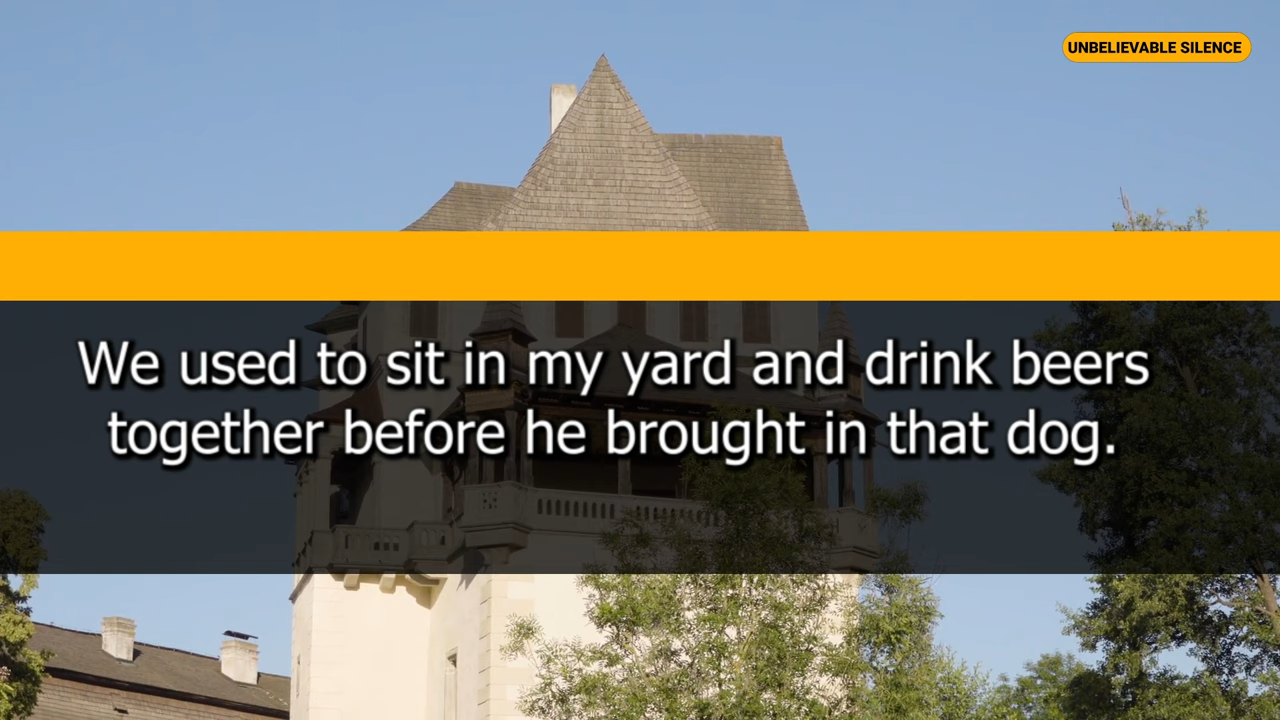 UNBELIEVABLE SILENCE
We used to sit in my yard and drink beers
together before he brought in that dog.